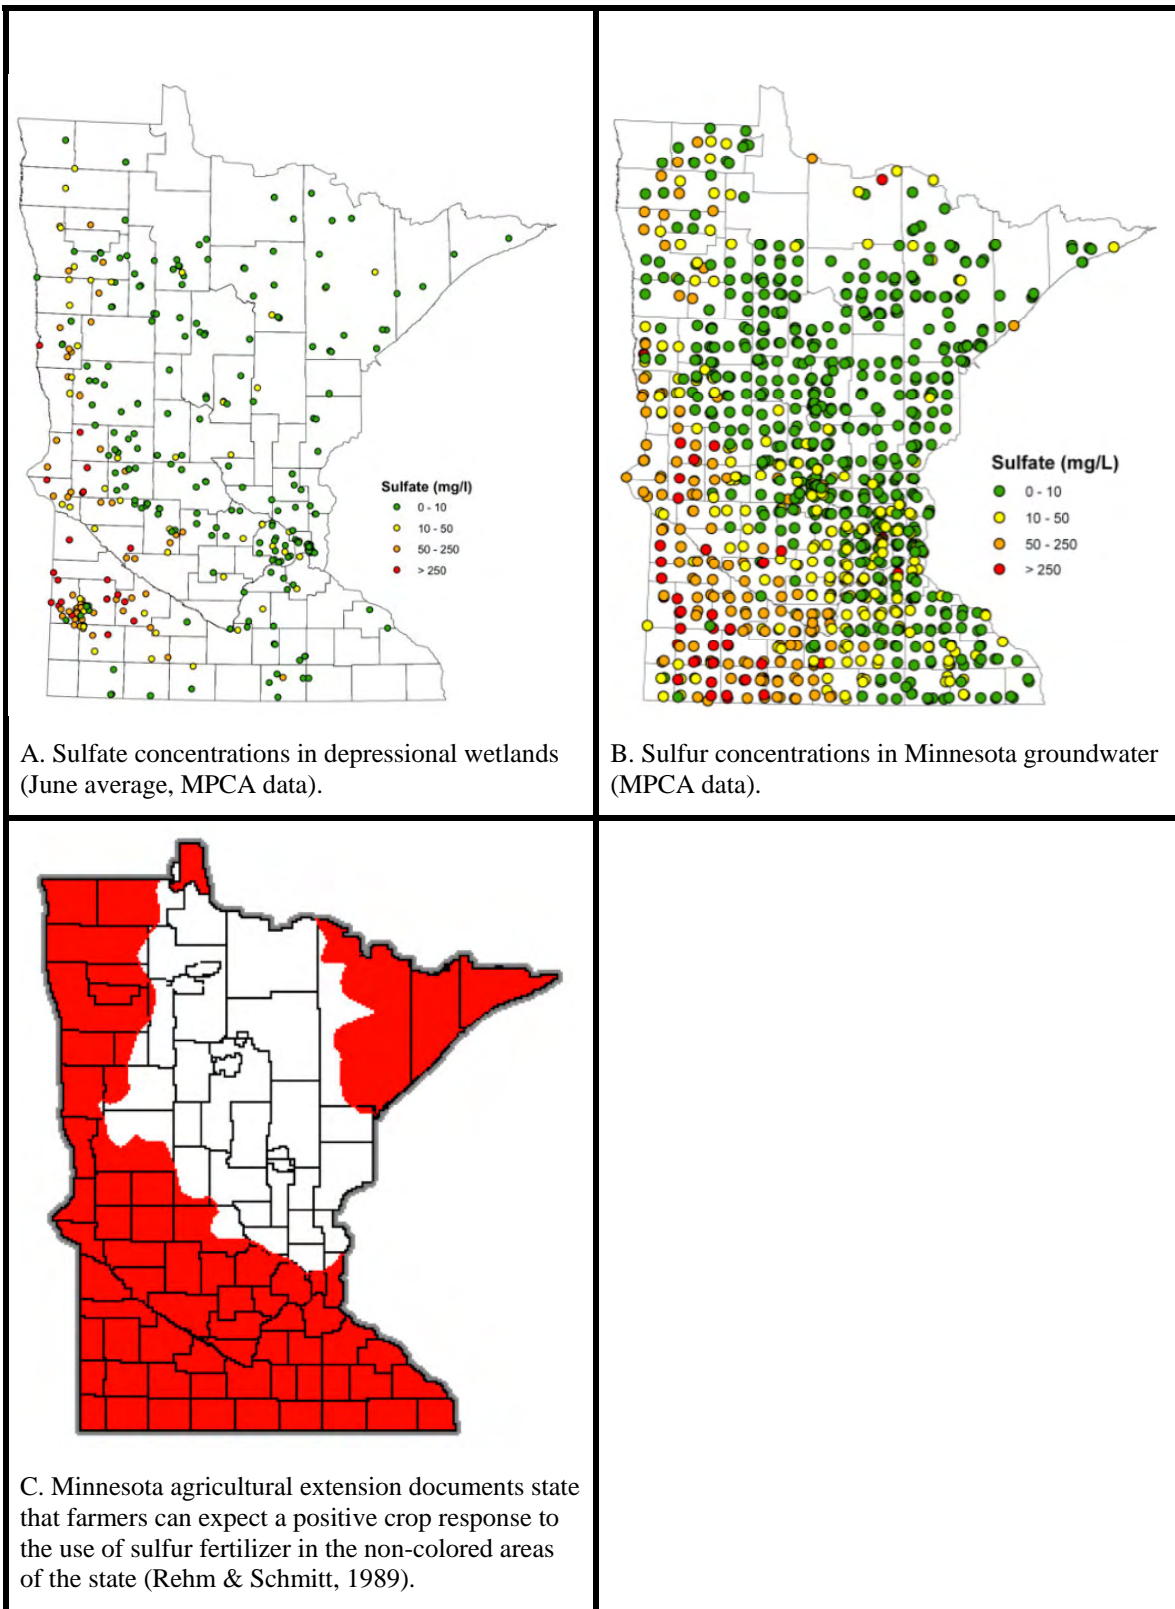 Sulfate (mg/l)
0 - 10
10 - 50
50 - 250
> 250
A. Sulfate concentrations in depressional wetlands
(June average, MPCA data).
Sulfate (mg/L)
0 - 10
10 - 50
50 - 250
> 250
B. Sulfur concentrations in Minnesota groundwater
(MPCA data).
C. Minnesota agricultural extension documents state
that farmers can expect a positive crop response to
the use of sulfur fertilizer in the non-colored areas
of the state (Rehm & Schmitt, 1989).